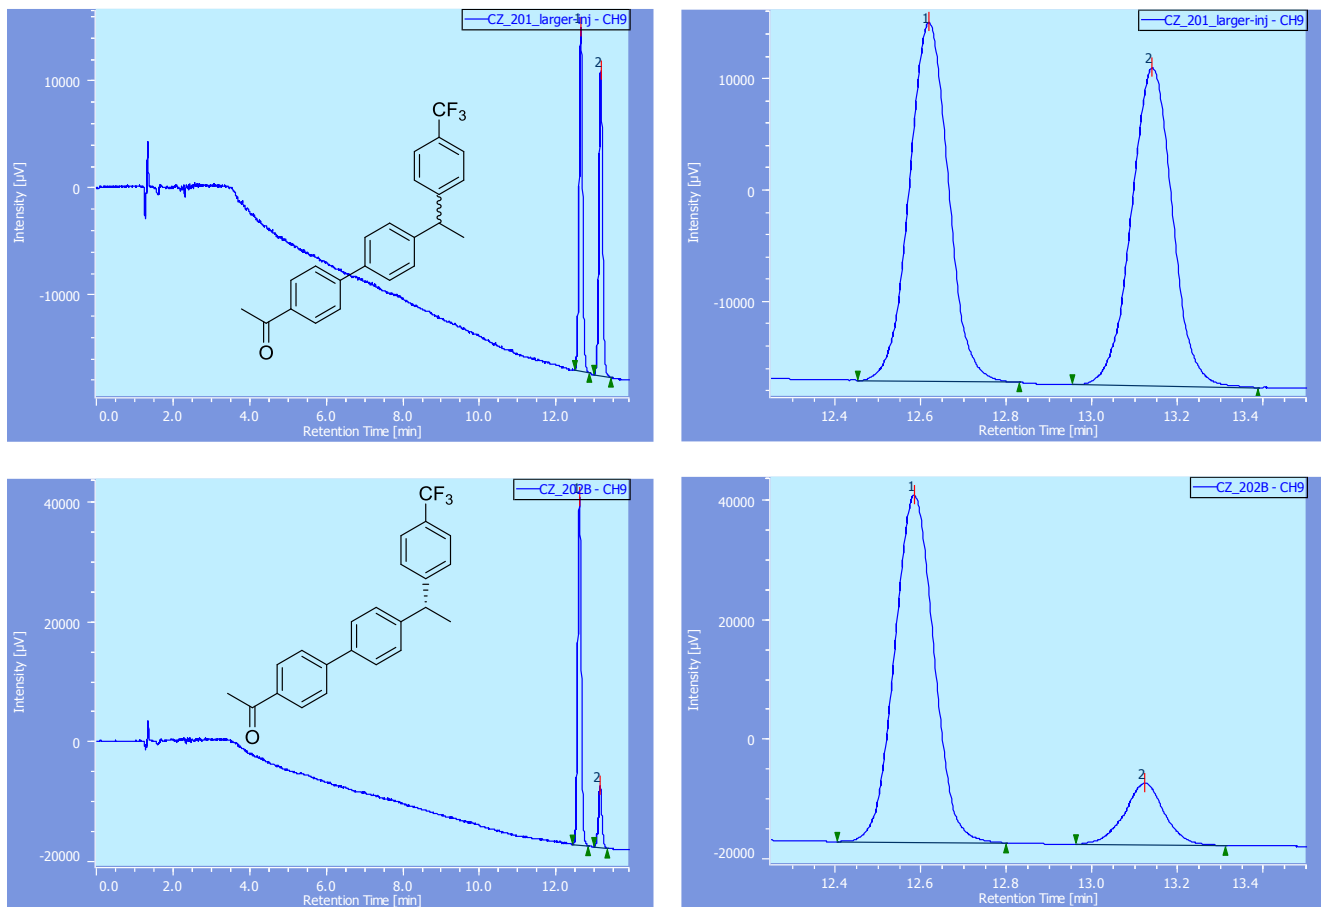 CZ_201_larger-inj - CH9
1
2
10000
0
-10000
Intensity [µV]
CF3
O
0.0 2.0 4.0 6.0 8.0 10.0 12.0
Retention Time [min]
CZ_201_larger-inj - CH9
1
2
10000
0
-10000
Intensity [µV]
12.4 12.6 12.8 13.0 13.2 13.4
Retention Time [min]
CZ_202B - CH9
1
2
40000
20000
0
-20000
Intensity [µV]
CF3
O
0.0 2.0 4.0 6.0 8.0 10.0 12.0
Retention Time [min]
CZ_202B - CH9
1
2
40000
20000
0
-20000
Intensity [µV]
12.4 12.6 12.8 13.0 13.2 13.4
Retention Time [min]